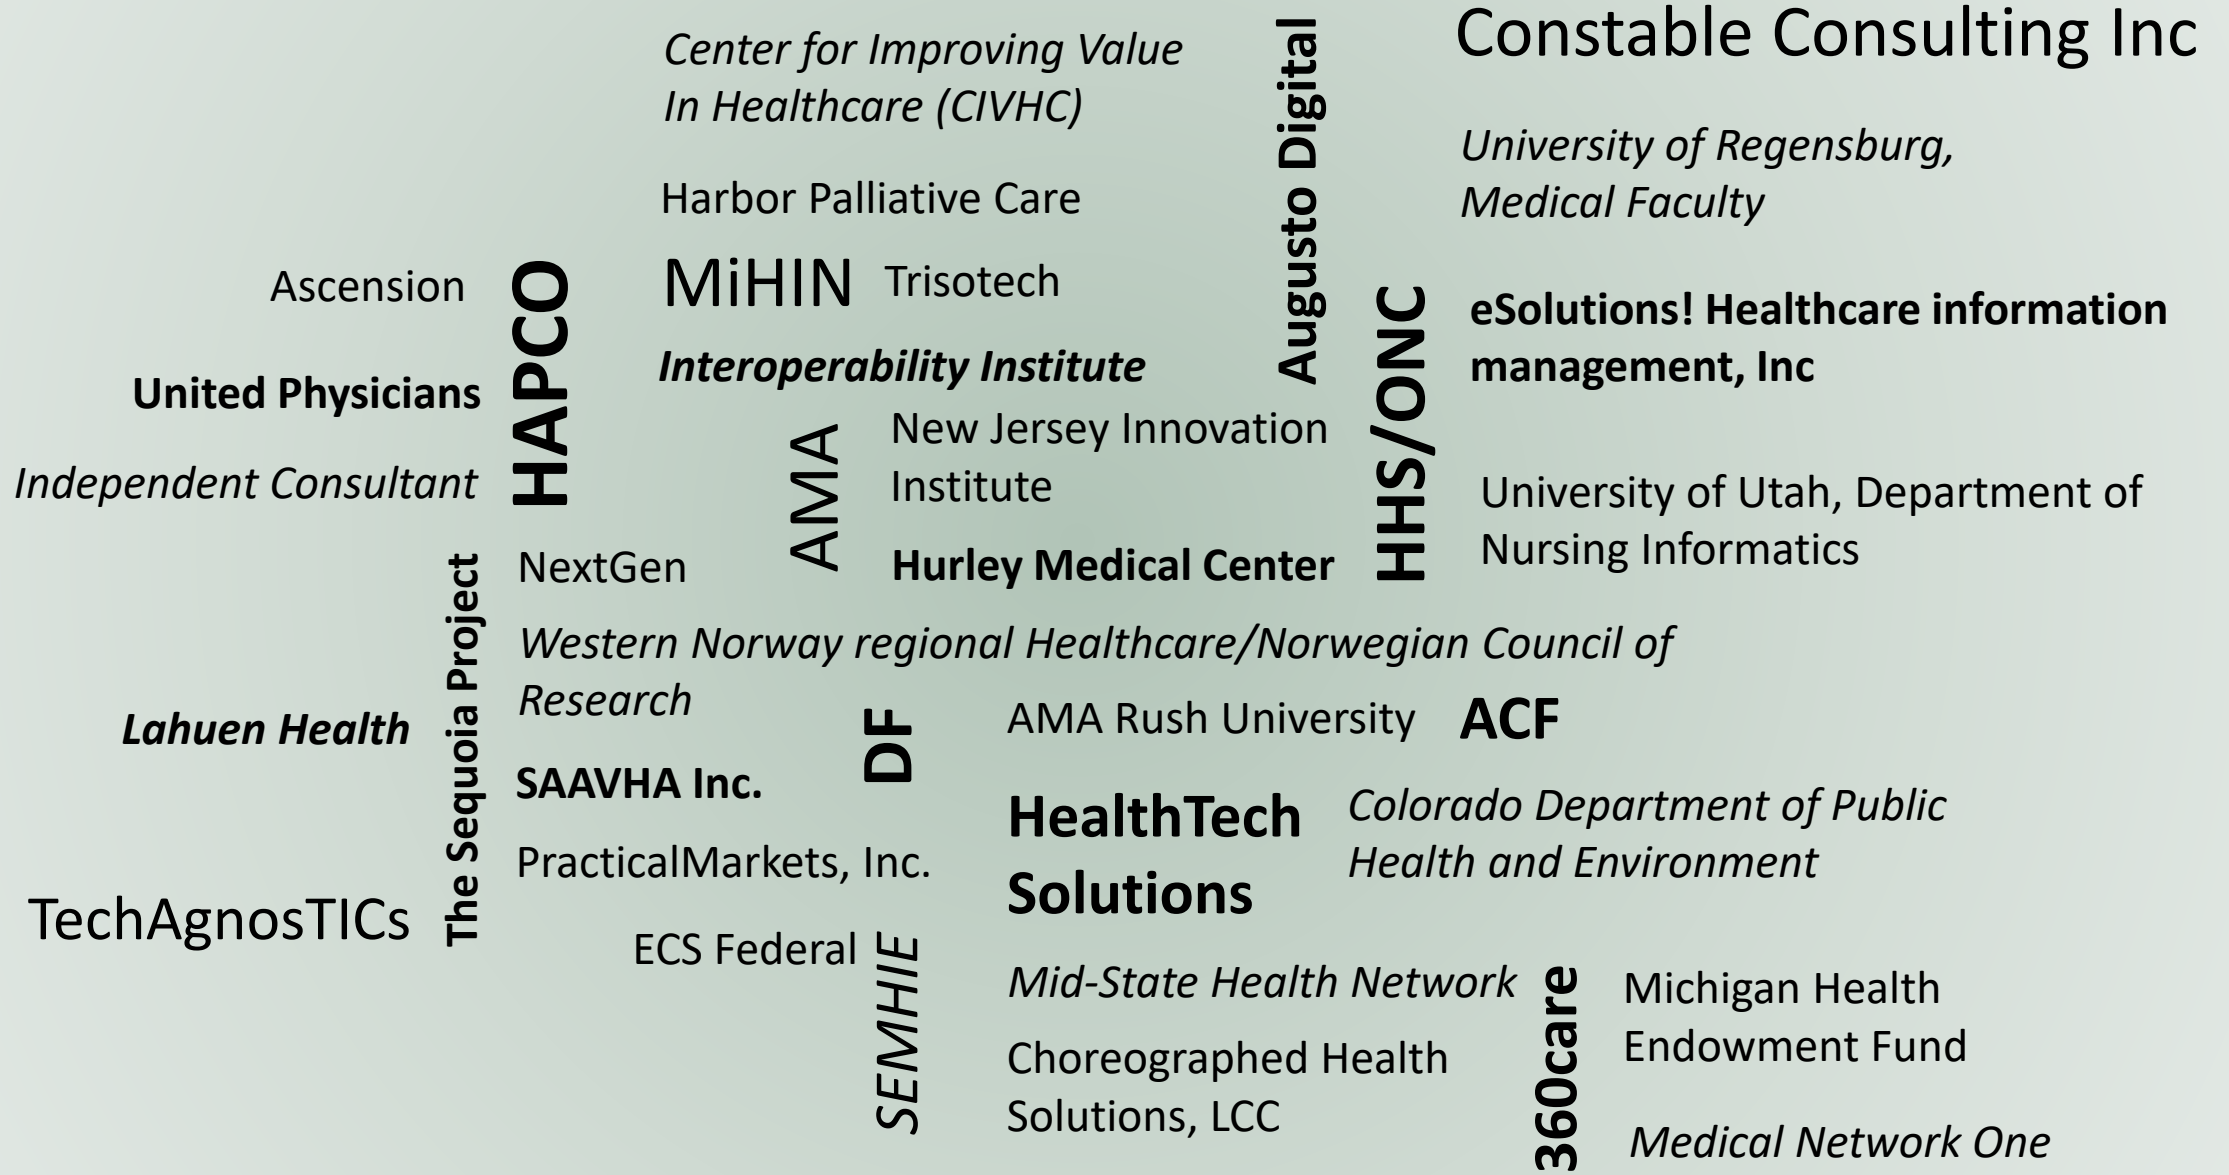 Constable Consulting Inc
Center for Improving Value
In Healthcare (CIVHC)
Augusto Digital
University of Regensburg,
Medical Faculty
Harbor Palliative Care
Ascension
HAPCO
MiHIN
Trisotech
HHS/ONC
eSolutions! Healthcare information
management, Inc
United Physicians
Interoperability Institute
AMA
New Jersey Innovation
Institute
Independent Consultant
University of Utah, Department of
Nursing Informatics
The Sequoia Project
NextGen
Hurley Medical Center
Western Norway regional Healthcare/Norwegian Council of
Research
Lahuen Health
DF
AMA Rush University
ACF
SAAVHA Inc.
HealthTech
Solutions
Colorado Department of Public
Health and Environment
PracticalMarkets, Inc.
TechAgnosTICs
ECS Federal
SEMHIE
Mid-State Health Network
360care
Michigan Health
Endowment Fund
Choreographed Health
Solutions, LCC
Medical Network One